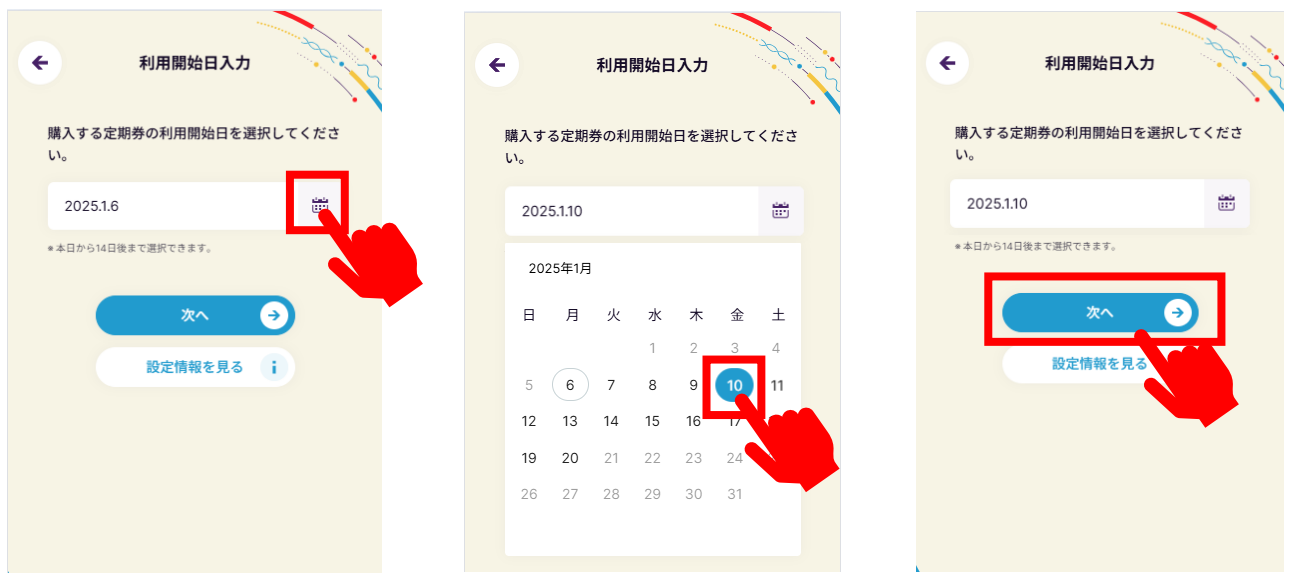 利用開始日入力
購入する定期券の利用開始日を選択してくださ
い。
2025.1.6
※本日から14日後まで選択できます。
次へ
設定情報を見る
利用開始日入力
購入する定期券の利用開始日を選択してくださ
い。
2025.1.10
2025年1月
日 月 火 水 木 金 土
1 2 3 4
5 6 7 8 9 10 11
12 13 14 15 16 17
19 20 21 22 23 24
26 27 28 29 30 31
利用開始日入力
購入する定期券の利用開始日を選択してくださ
い。
2025.1.10
※本日から14日後まで選択できます。
次へ
設定情報を見る